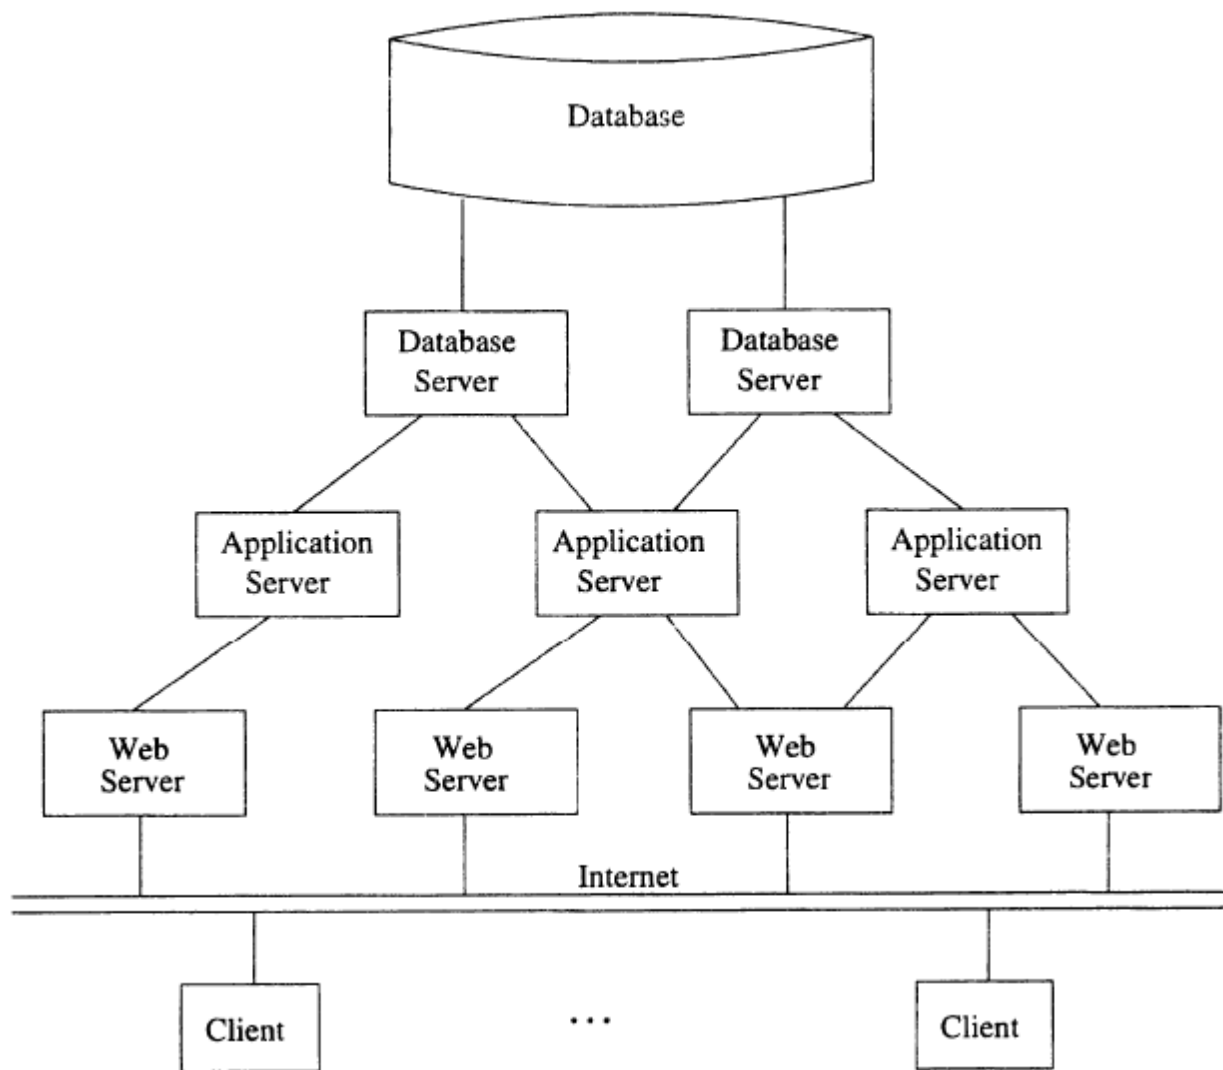 Database
Database
Server
Database
Server
Application
Server
Application
Server
Application
Server
Web
Server
Web
Server
Web
Server
Web
Server
Internet
Client
...
Client